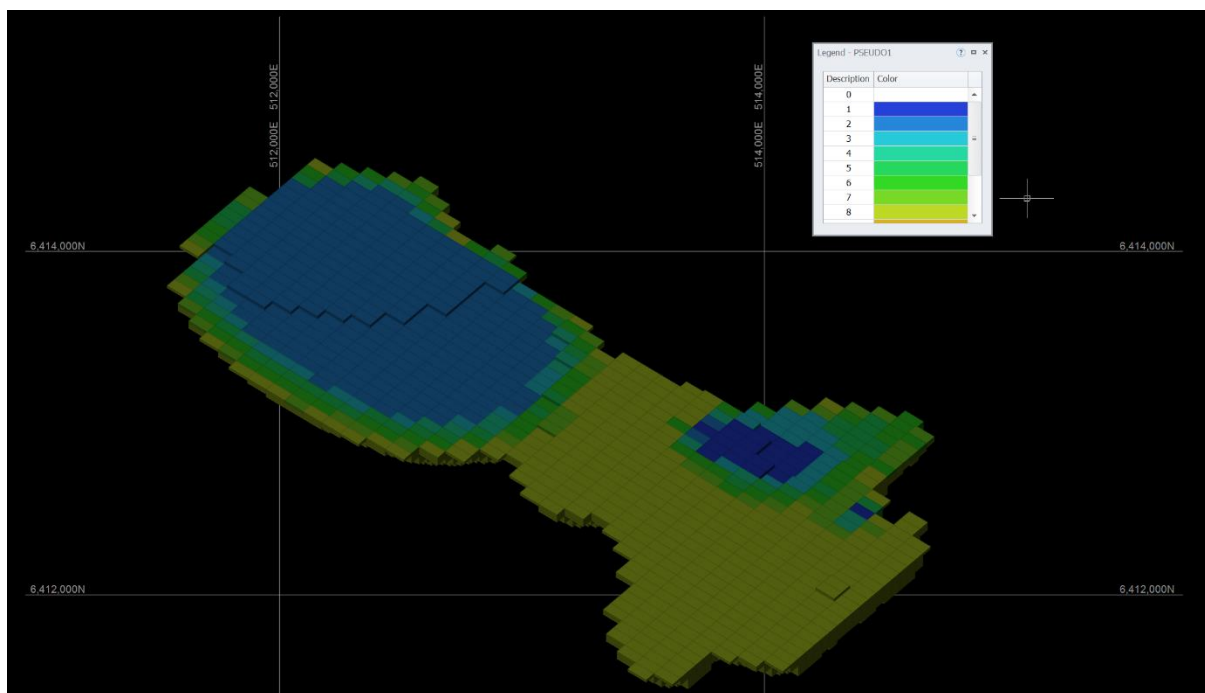 Legend - PSEUDO1
Description Color
0
1
2
3
4
5
6
7
8
512,000E 512,000E
514,000E 514,000E
6,414,000N 6,414,000N
6,412,000N 6,412,000N